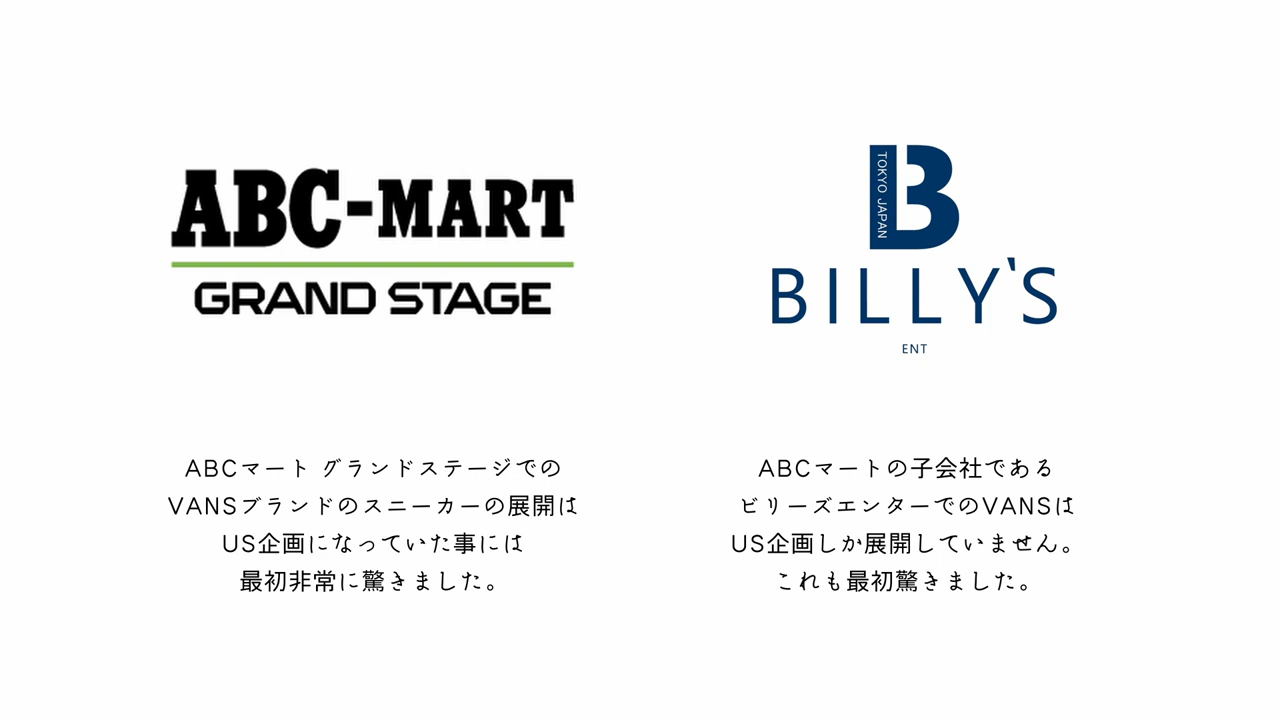 ABC-MART
GRAND STAGE
ABCマート グランドステージでの
VANSブランドのスニーカーの展開は
US企画になっていた事には
最初非常に驚きました。
TOKYO JAPAN
B
BILLY'S
ENT
ABCマートの子会社である
ビリーズエンターでのVANSは
US企画しか展開していません。
これも最初驚きました。